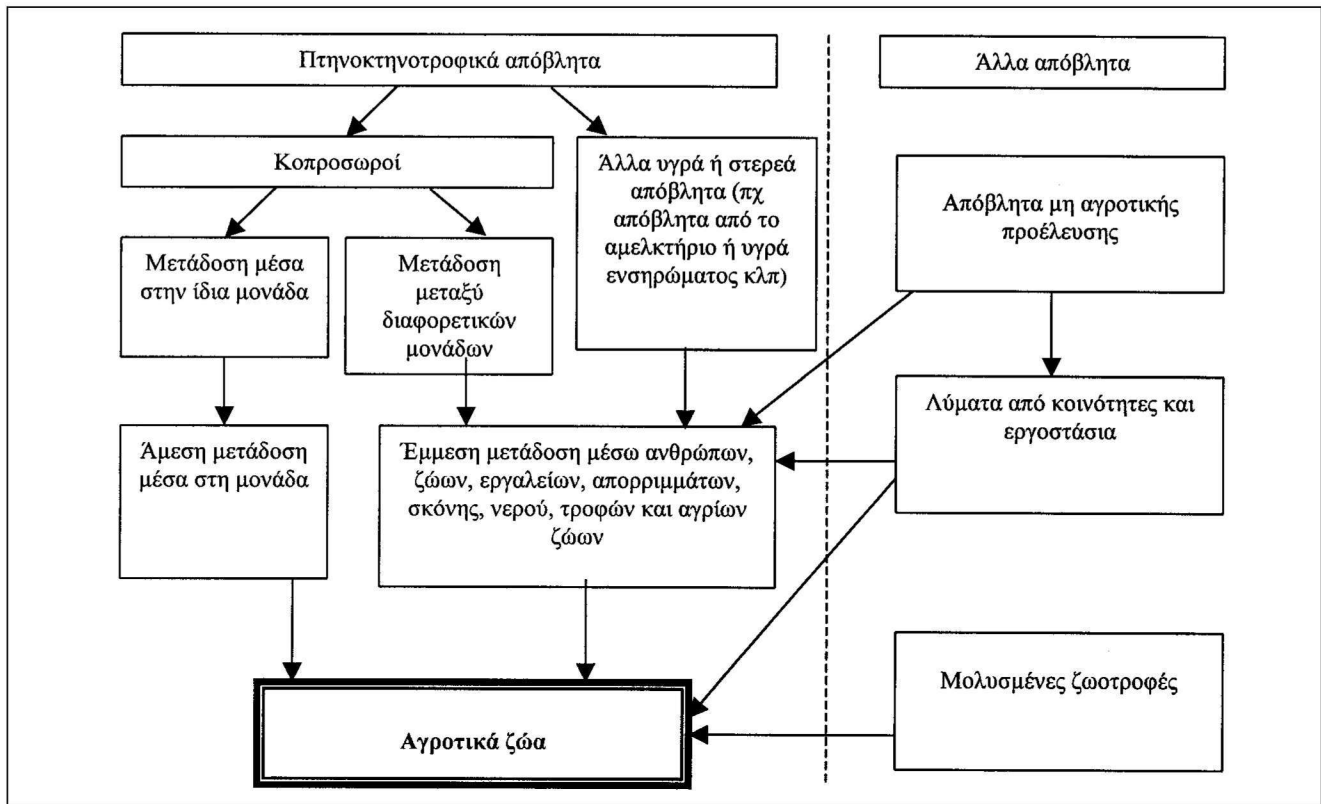 Πτηνοκτηνοτροφικά απόβλητα
Άλλα απόβλητα
Κοπροσωροί
Άλλα υγρά ή στερεά
απόβλητα (πχ
απόβλητα από το
αμελκτήριο ή υγρά
ενσηρώματος κλπ)
Απόβλητα μη αγροτικής
προέλευσης
Μετάδοση μέσα
στην ίδια μονάδα
Μετάδοση
μεταξύ
διαφορετικών
μονάδων
Λύματα από κοινότητες και
εργοστάσια
Άμεση μετάδοση
μέσα στη μονάδα
Έμμεση μετάδοση μέσω ανθρώπων,
ζώων, εργαλείων, απορριμμάτων,
σκόνης, νερού, τροφών και αγρίων
ζώων
Μολυσμένες ζωοτροφές
Αγροτικά ζώα